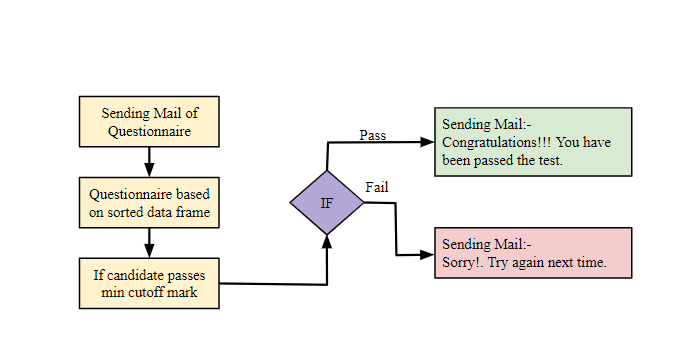 Sending Mail of
Questionnaire
Questionnaire based
on sorted data frame
If candidate passes
min cutoff mark
IF
Pass
Fail
Sending Mail:-
Congratulations!!! You have
been passed the test.
Sending Mail:-
Sorry!. Try again next time.